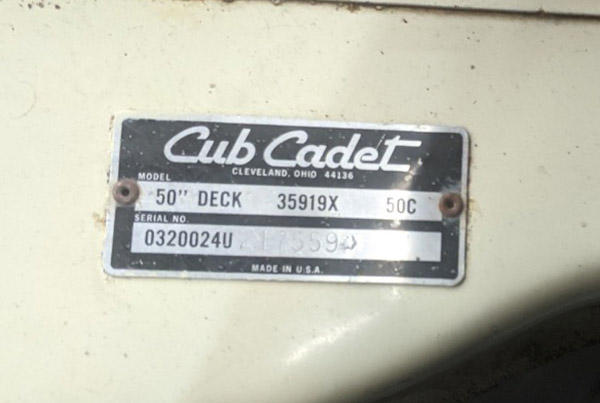 Cub Cadet
CLEVELAND, OHIO 44136
MODEL
50" DECK 35919X 50C
SERIAL NO.
0320024U
MADE IN U.S.A.